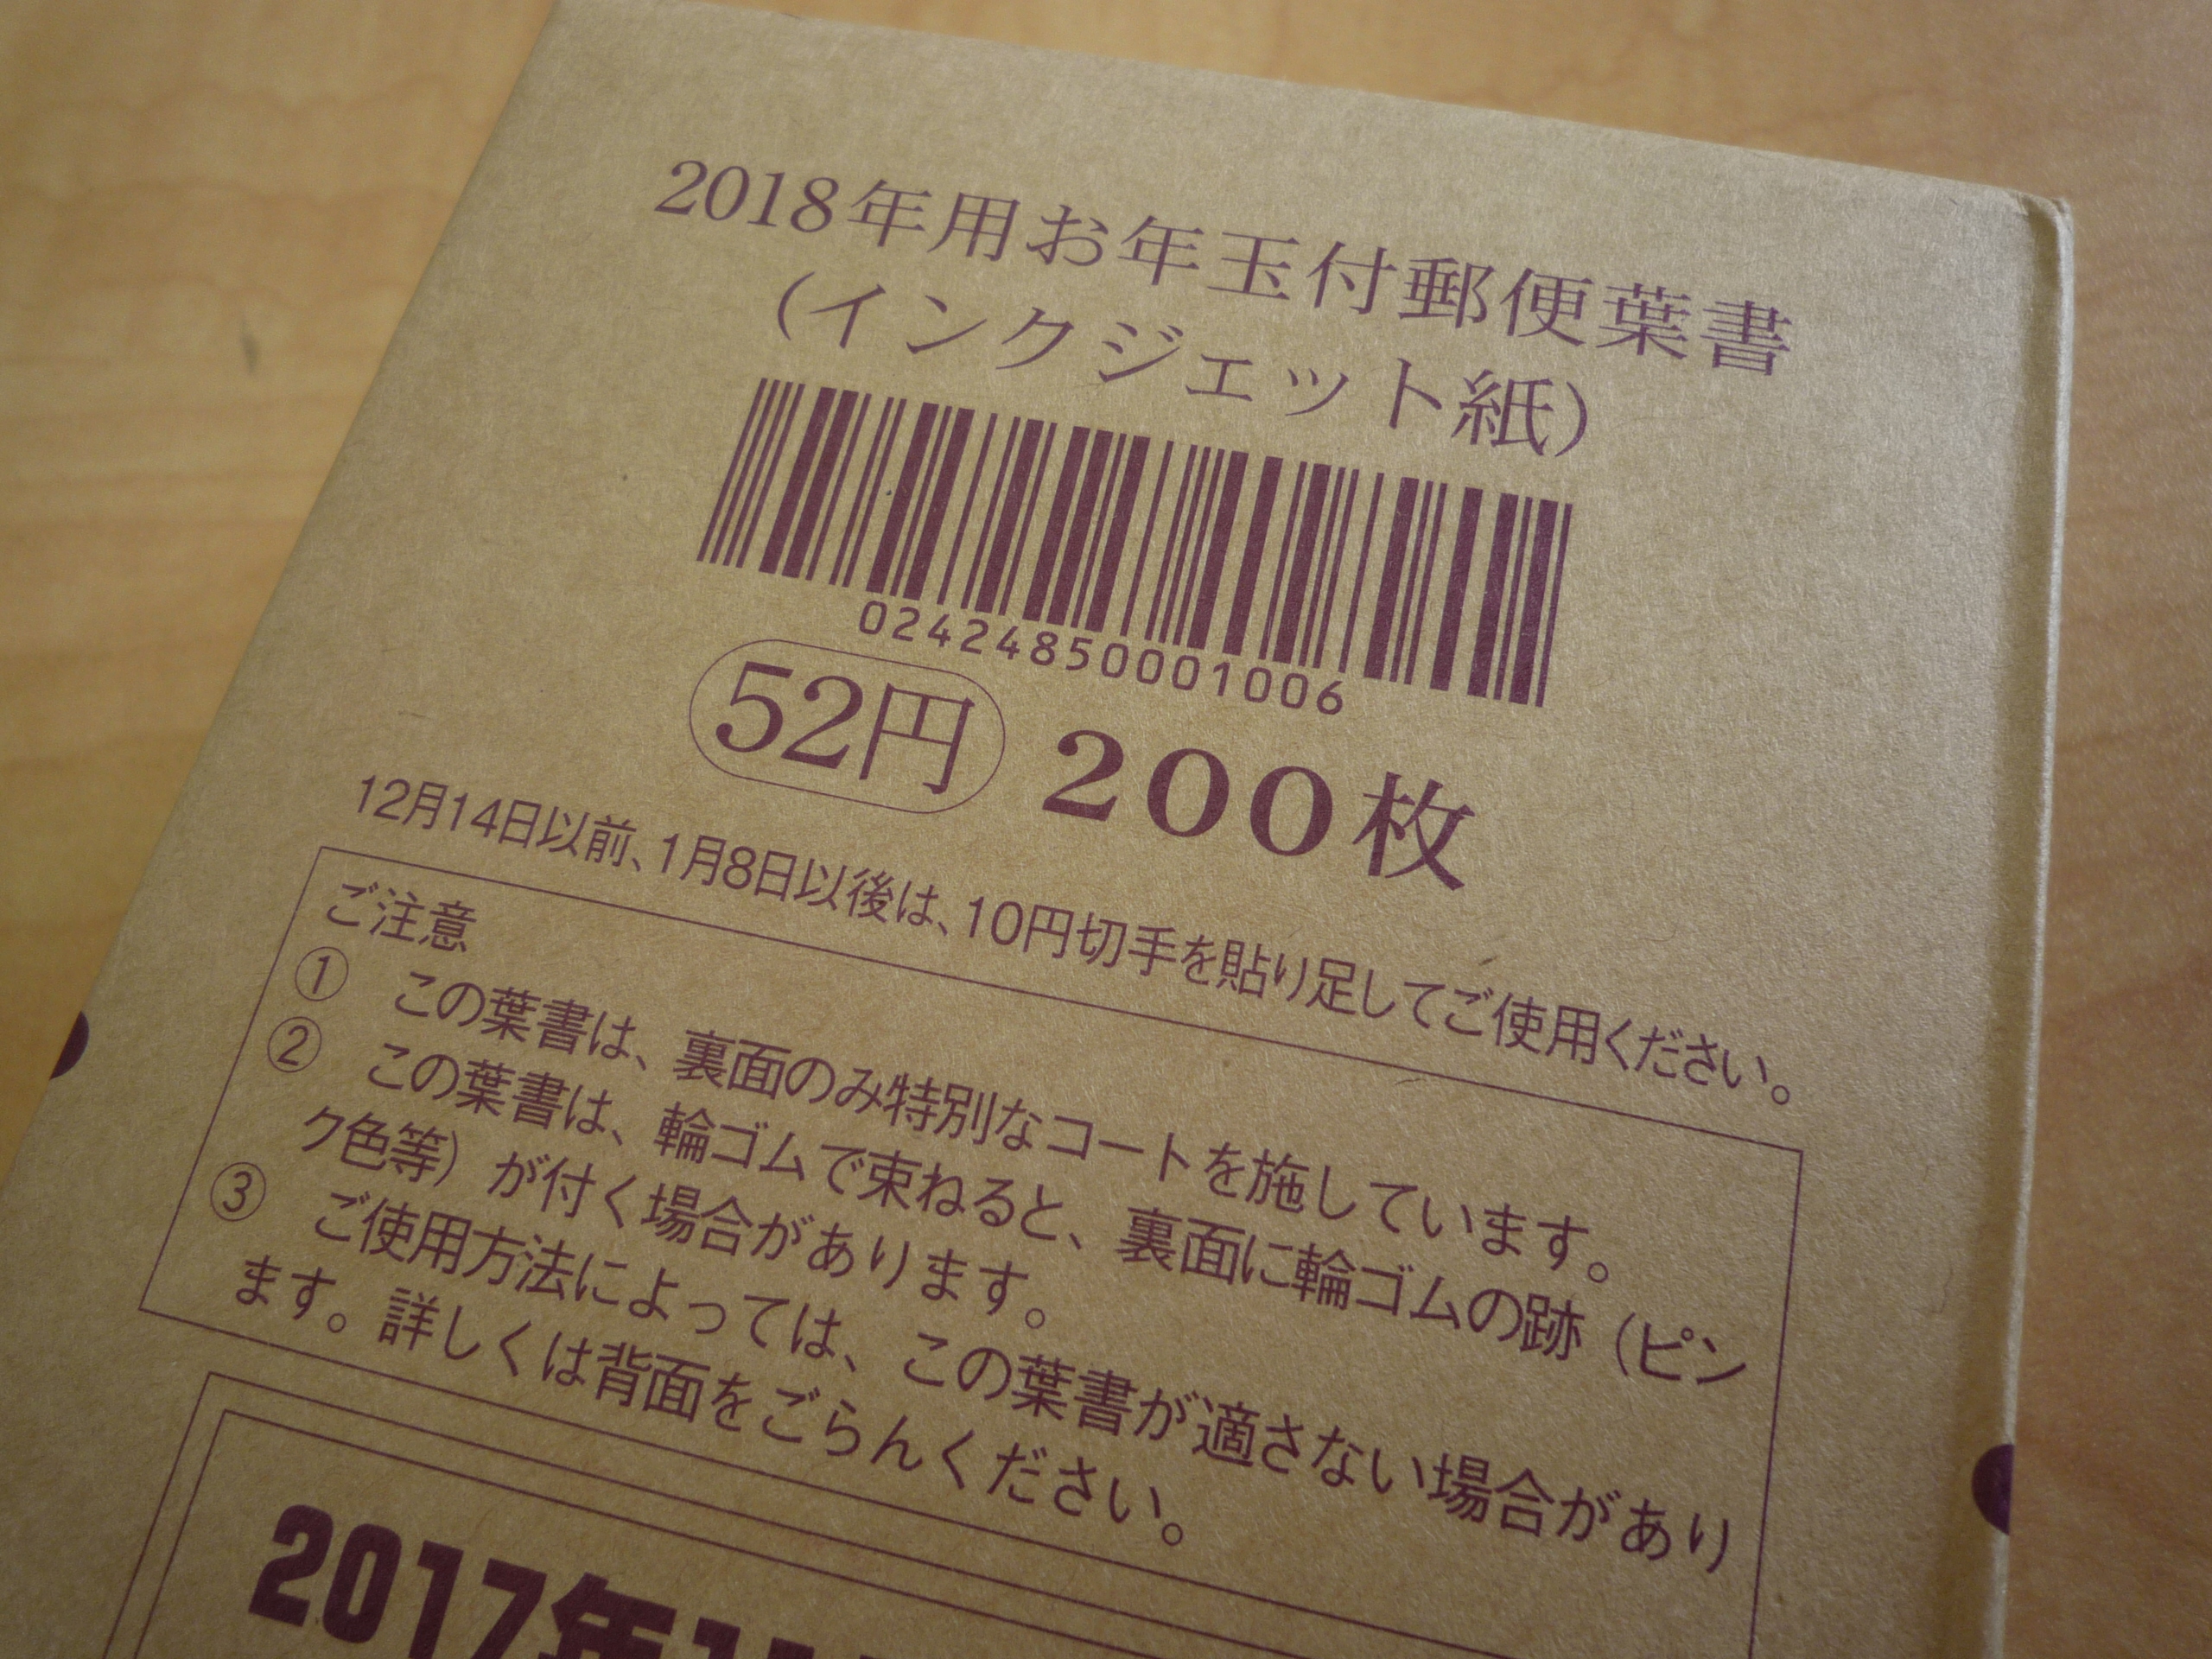 2018年用お年玉付郵便葉書
（インクジェット紙）
02424850001006
52円 200枚
12月14日以前、1月8日以後は、10円切手を貼り足してご使用ください。
ご注意
① この葉書は、裏面のみ特別なコートを施しています。
② この葉書は、輪ゴムで束ねると、裏面に輪ゴムの跡（ピン
ク色等）が付く場合があります。
③ ご使用方法によっては、この葉書が適さない場合があり
ます。詳しくは背面をごらんください。
2017年11